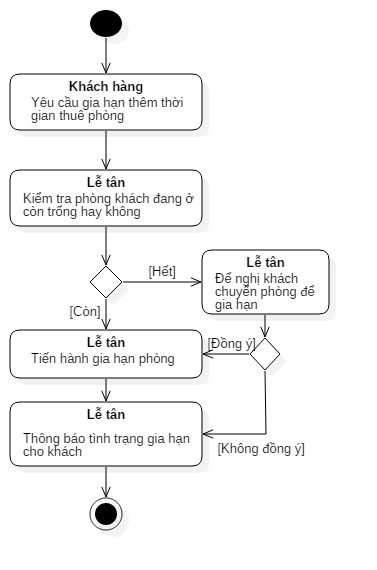 Khách hàng
Yêu cầu gia hạn thêm thời
gian thuê phòng
Lễ tân
Kiểm tra phòng khách đang ở
còn trống hay không
[Hết]
Lễ tân
Để nghị khách
chuyển phòng để
gia hạn
[Còn]
Lễ tân
Tiến hành gia hạn phòng
[Đồng ý]
Lễ tân
Thông báo tình trạng gia hạn
cho khách
[Không đồng ý]